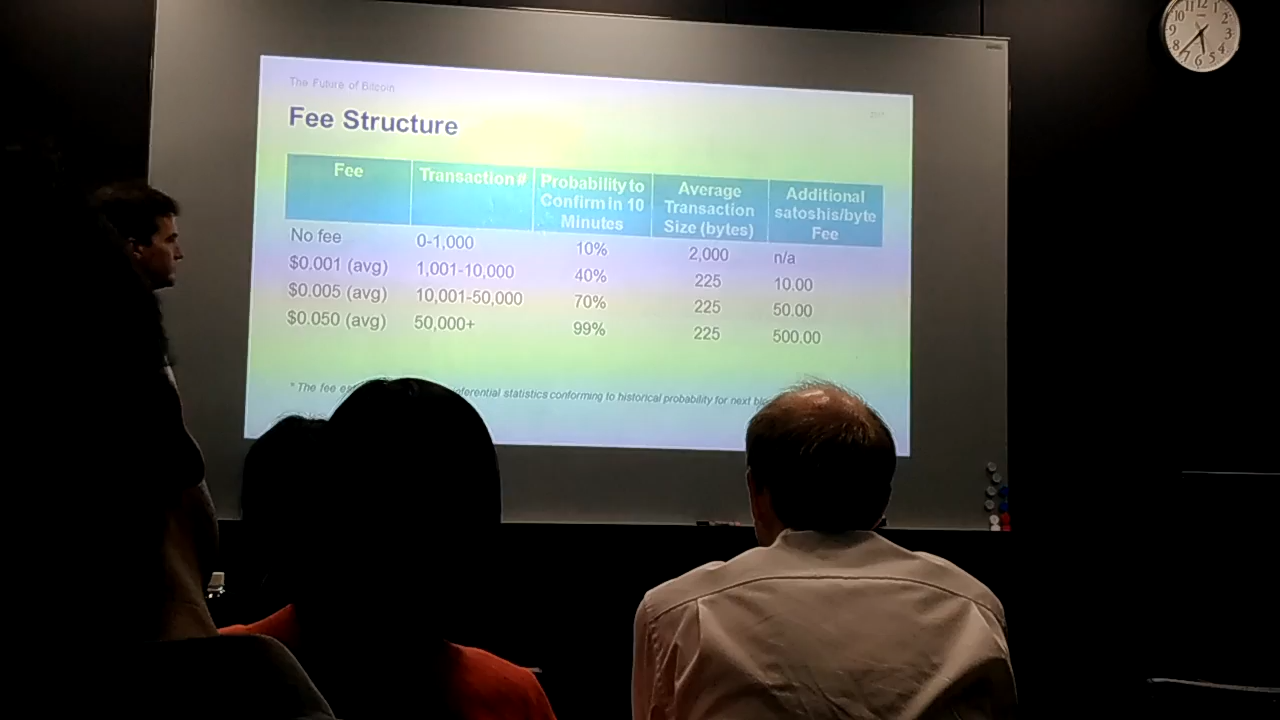 The Future of Bitcoin
2017
Fee Structure
Fee Transaction # Probability to Confirm in 10 Minutes Average Transaction Size (bytes) Additional satoshis/byte Fee
No fee 0-1,000 10% 2,000 n/a
$0.001 (avg) 1,001-10,000 40% 225 10.00
$0.005 (avg) 10,001-50,000 70% 225 50.00
$0.050 (avg) 50,000+ 99% 225 500.00
* The fee statistics conforming to historical probability for next